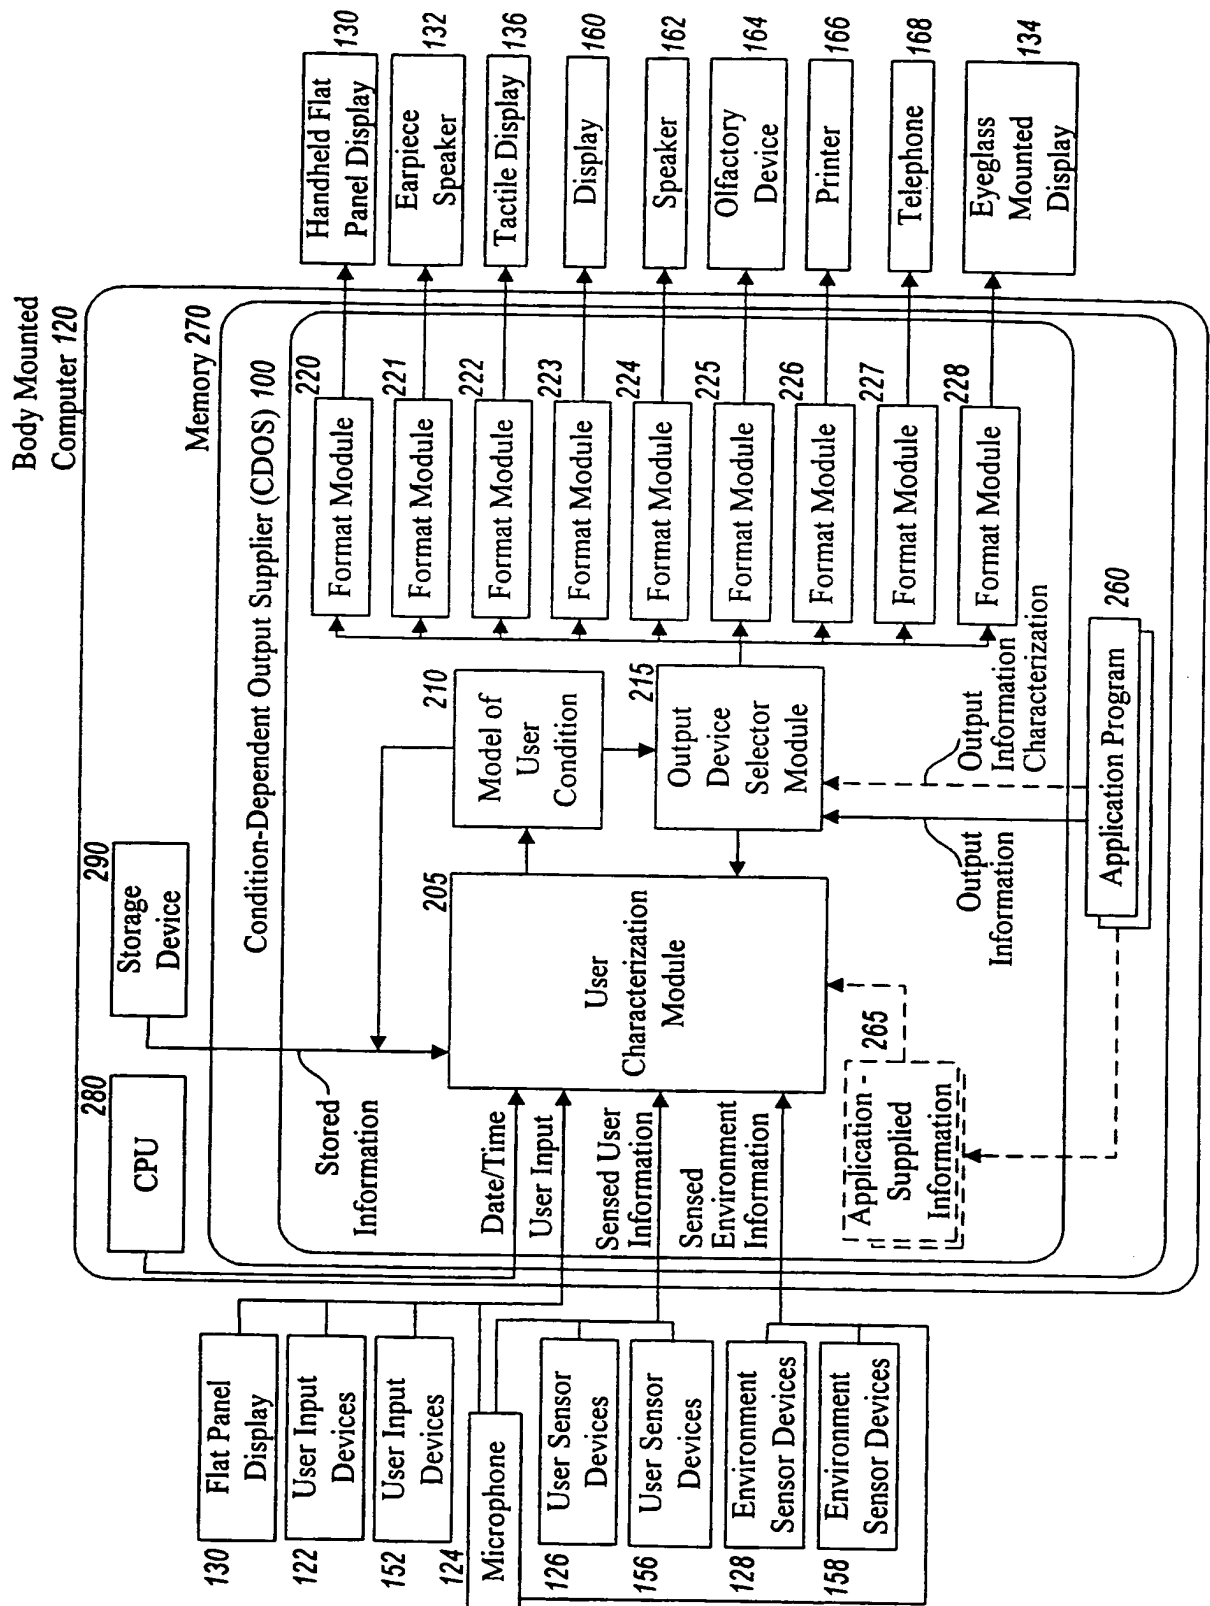 Body Mounted
Computer 120
Memory 270
Condition-Dependent Output Supplier (CDOS) 100
280
CPU
290
Storage
Device
Stored
Information
Flat Panel
Display
130
User Input
Devices
122
User Input
Devices
152
Microphone
124
User Sensor
Devices
126
User Sensor
Devices
156
Environment
Sensor Devices
128
Environment
Sensor Devices
158
Date/Time
User Input
Sensed User
Information
Sensed
Environment
Information
Application-
Supplied
Information
265
205
User
Characterization
Module
210
Model of
User
Condition
215
Output
Device
Selector
Module
Output
Information
Output
Information
Characterization
Application Program
260
220
Format Module
221
Format Module
222
Format Module
223
Format Module
224
Format Module
225
Format Module
226
Format Module
227
Format Module
228
Format Module
Handheld Flat
Panel Display
130
Earpiece
Speaker
132
Tactile Display
136
Display
160
Speaker
162
Olfactory
Device
164
Printer
166
Telephone
168
Eyeglass
Mounted
Display
134